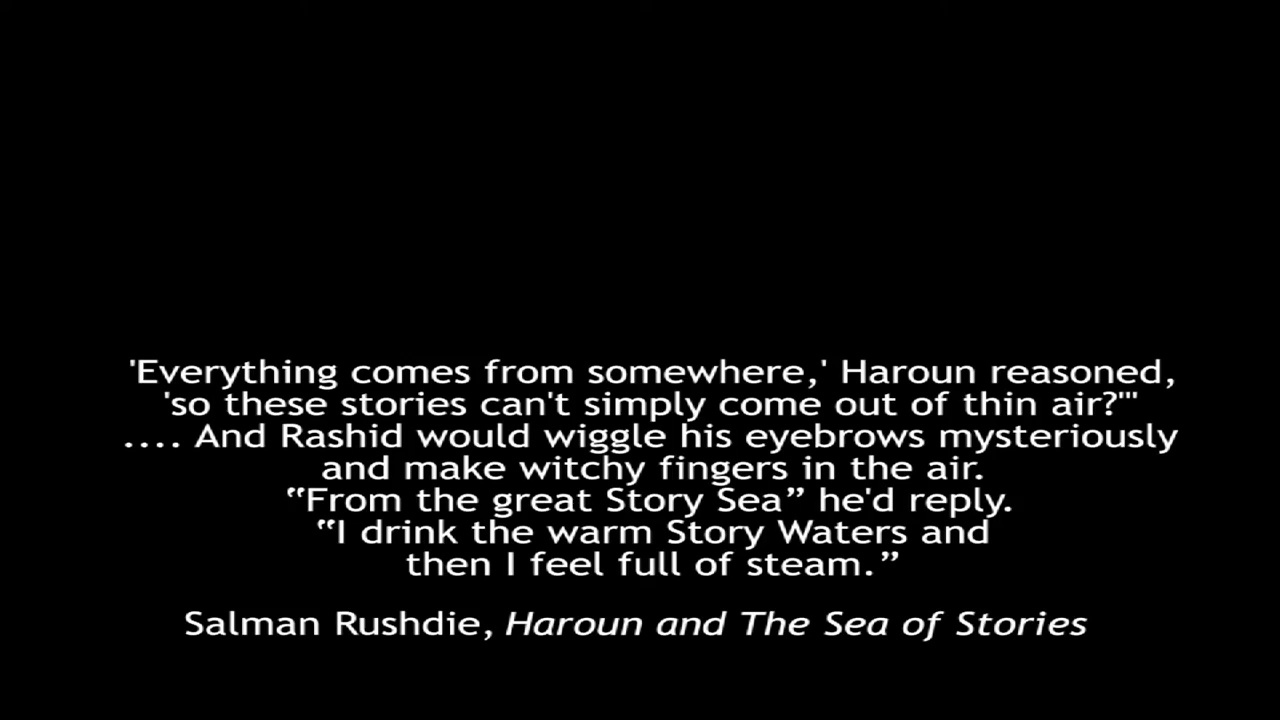 'Everything comes from somewhere,' Haroun reasoned,
'so these stories can't simply come out of thin air?'"
.... And Rashid would wiggle his eyebrows mysteriously
and make witchy fingers in the air.
“From the great Story Sea” he'd reply.
“I drink the warm Story Waters and
then I feel full of steam.”
Salman Rushdie, Haroun and The Sea of Stories